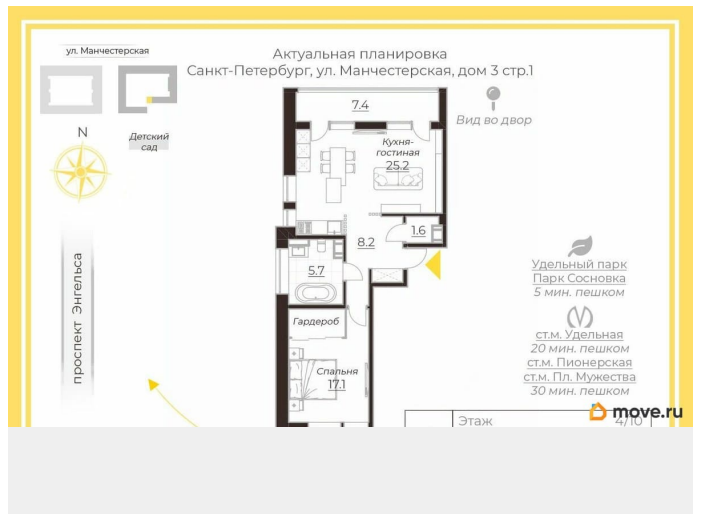 ул. Манчестерская
Актуальная планировка
Санкт-Петербург, ул. Манчестерская, дом 3 стр.1
7.4
Вид во двор
N
Детский
сад
Кухня-
гостиная
25.2
1.6
8.2
5.7
Удельный парк
Парк Сосновка
5 мин. пешком
проспект Энгельса
Гардероб
ст.м. Удельная
20 мин. пешком
ст.м. Пионерская
ст.м. Пл. Мужества
30 мин. пешком
Спальня
17.1
move.ru
Этаж
4/10